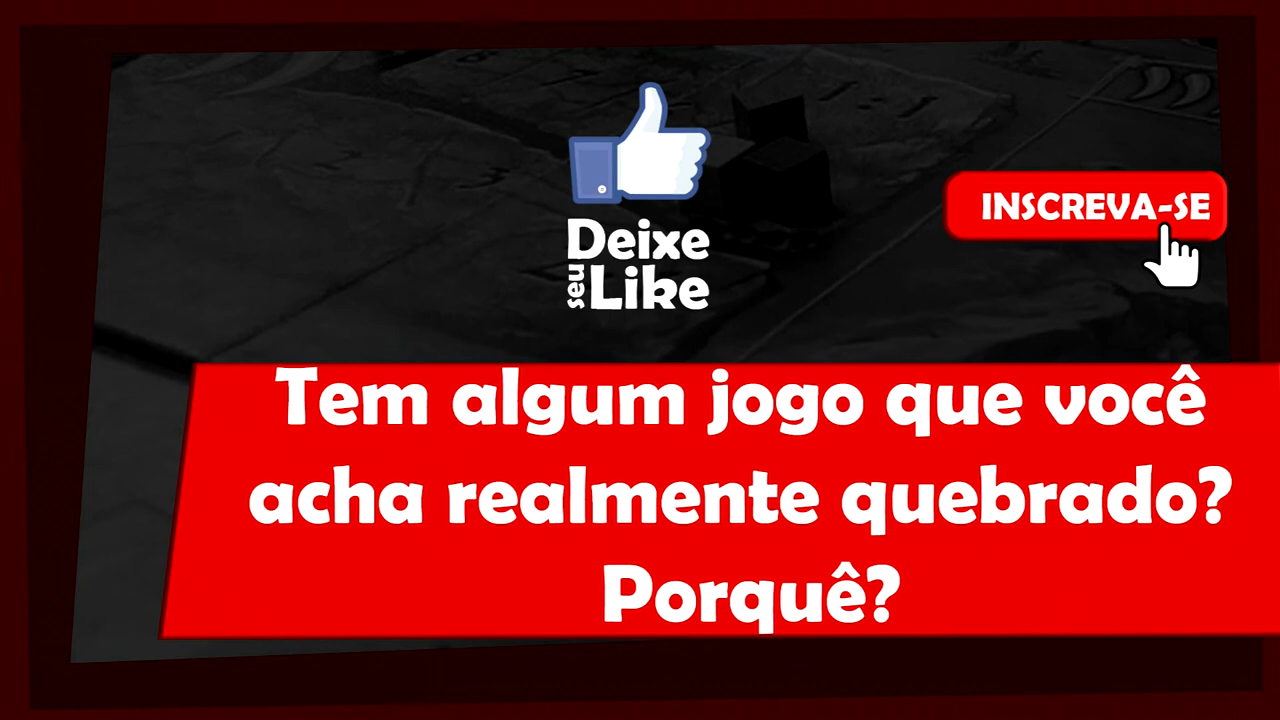 Deixe
seu Like
INSCREVA-SE
Tem algum jogo que você
acha realmente quebrado?
Porquê?